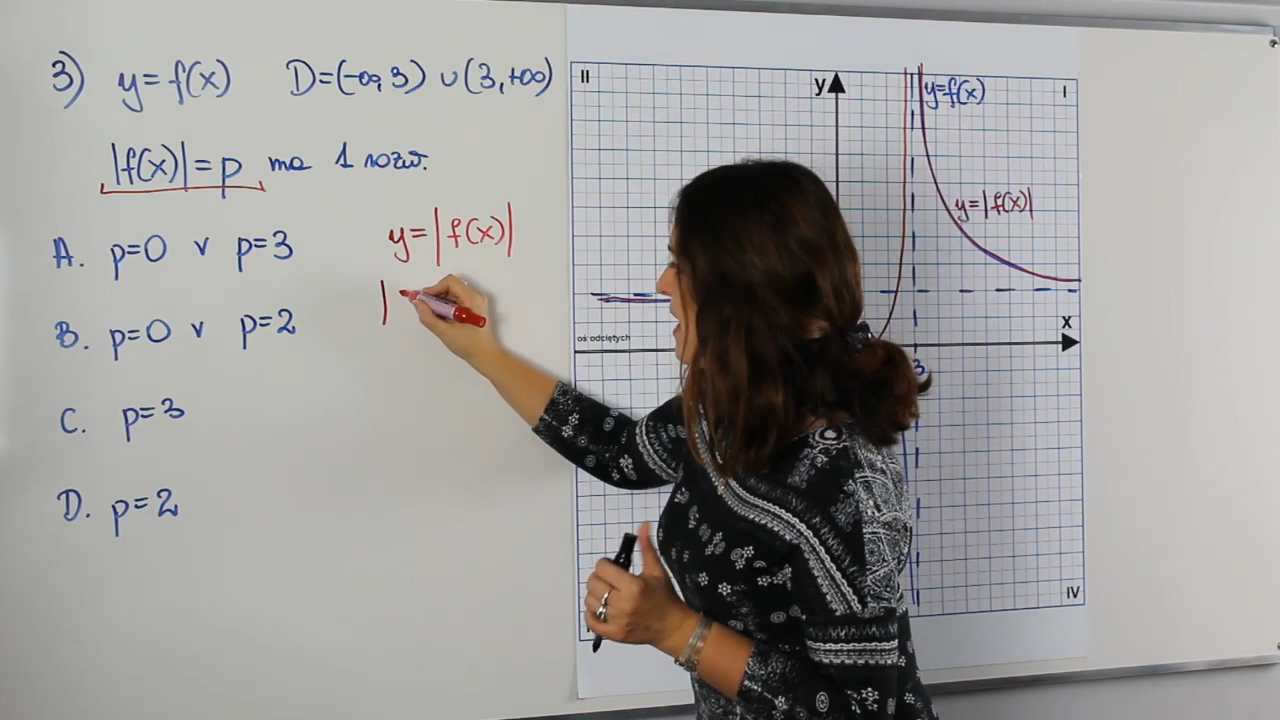 3) y=f(x) D=(-∞,3) ∪ (3,+∞)
|f(x)|=p ma 1 rozw.
A. p=0 ∨ p=3
B. p=0 ∨ p=2
C. p=3
D. p=2
y=|f(x)|
|
II
y
I
y=f(x)
y=|f(x)|
oś odciętych
x
3
IV